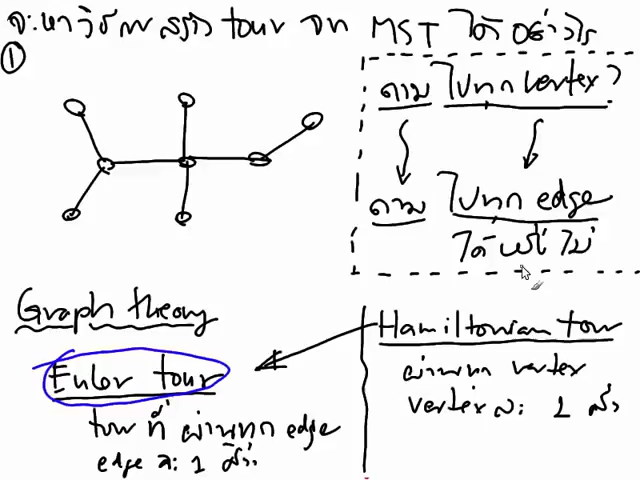 จะหาวิธีการสร้าง tour จาก MST ได้ อย่างไร
①
ถาม ไปทุก vertex ?
ถาม ไปทุก edge
ได้หรือไม่
Graph theory
Hamiltonian tour
Euler tour
ผ่านทุก vertex
vertex ละ 1 ครั้ง
tour ที่ ผ่านทุก edge
edge ละ 1 ครั้ง